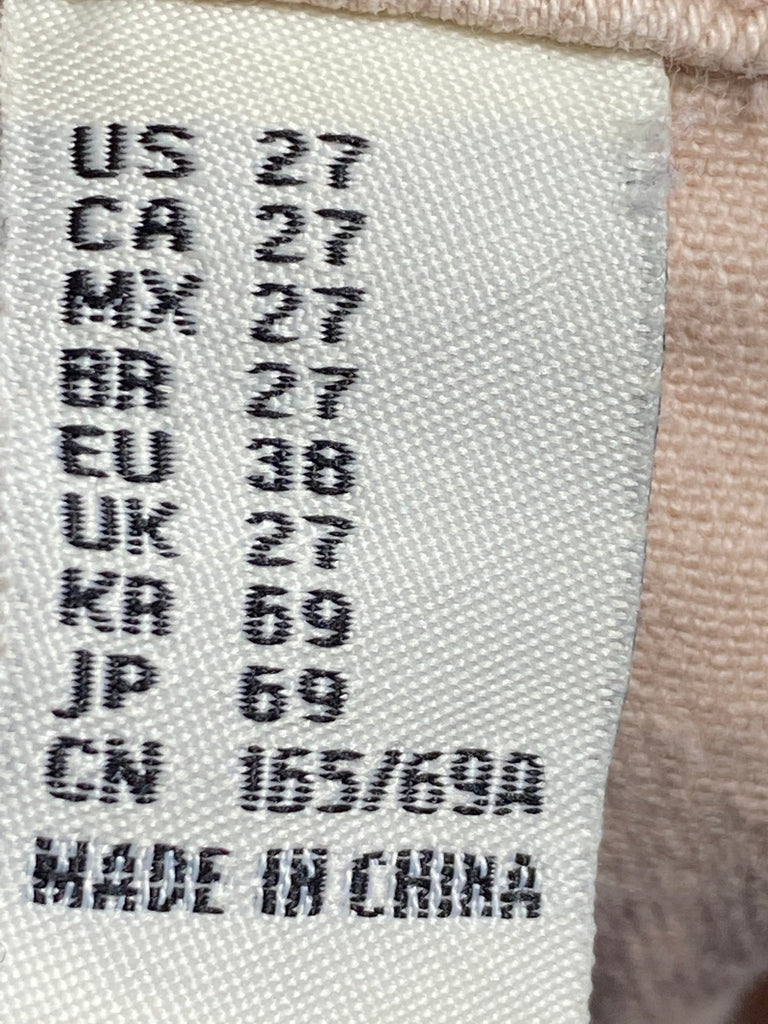 US 27
CA 27
MX 27
BR 27
EU 38
UK 27
KR 69
JP 69
CN 165/69A
MADE IN CHINA